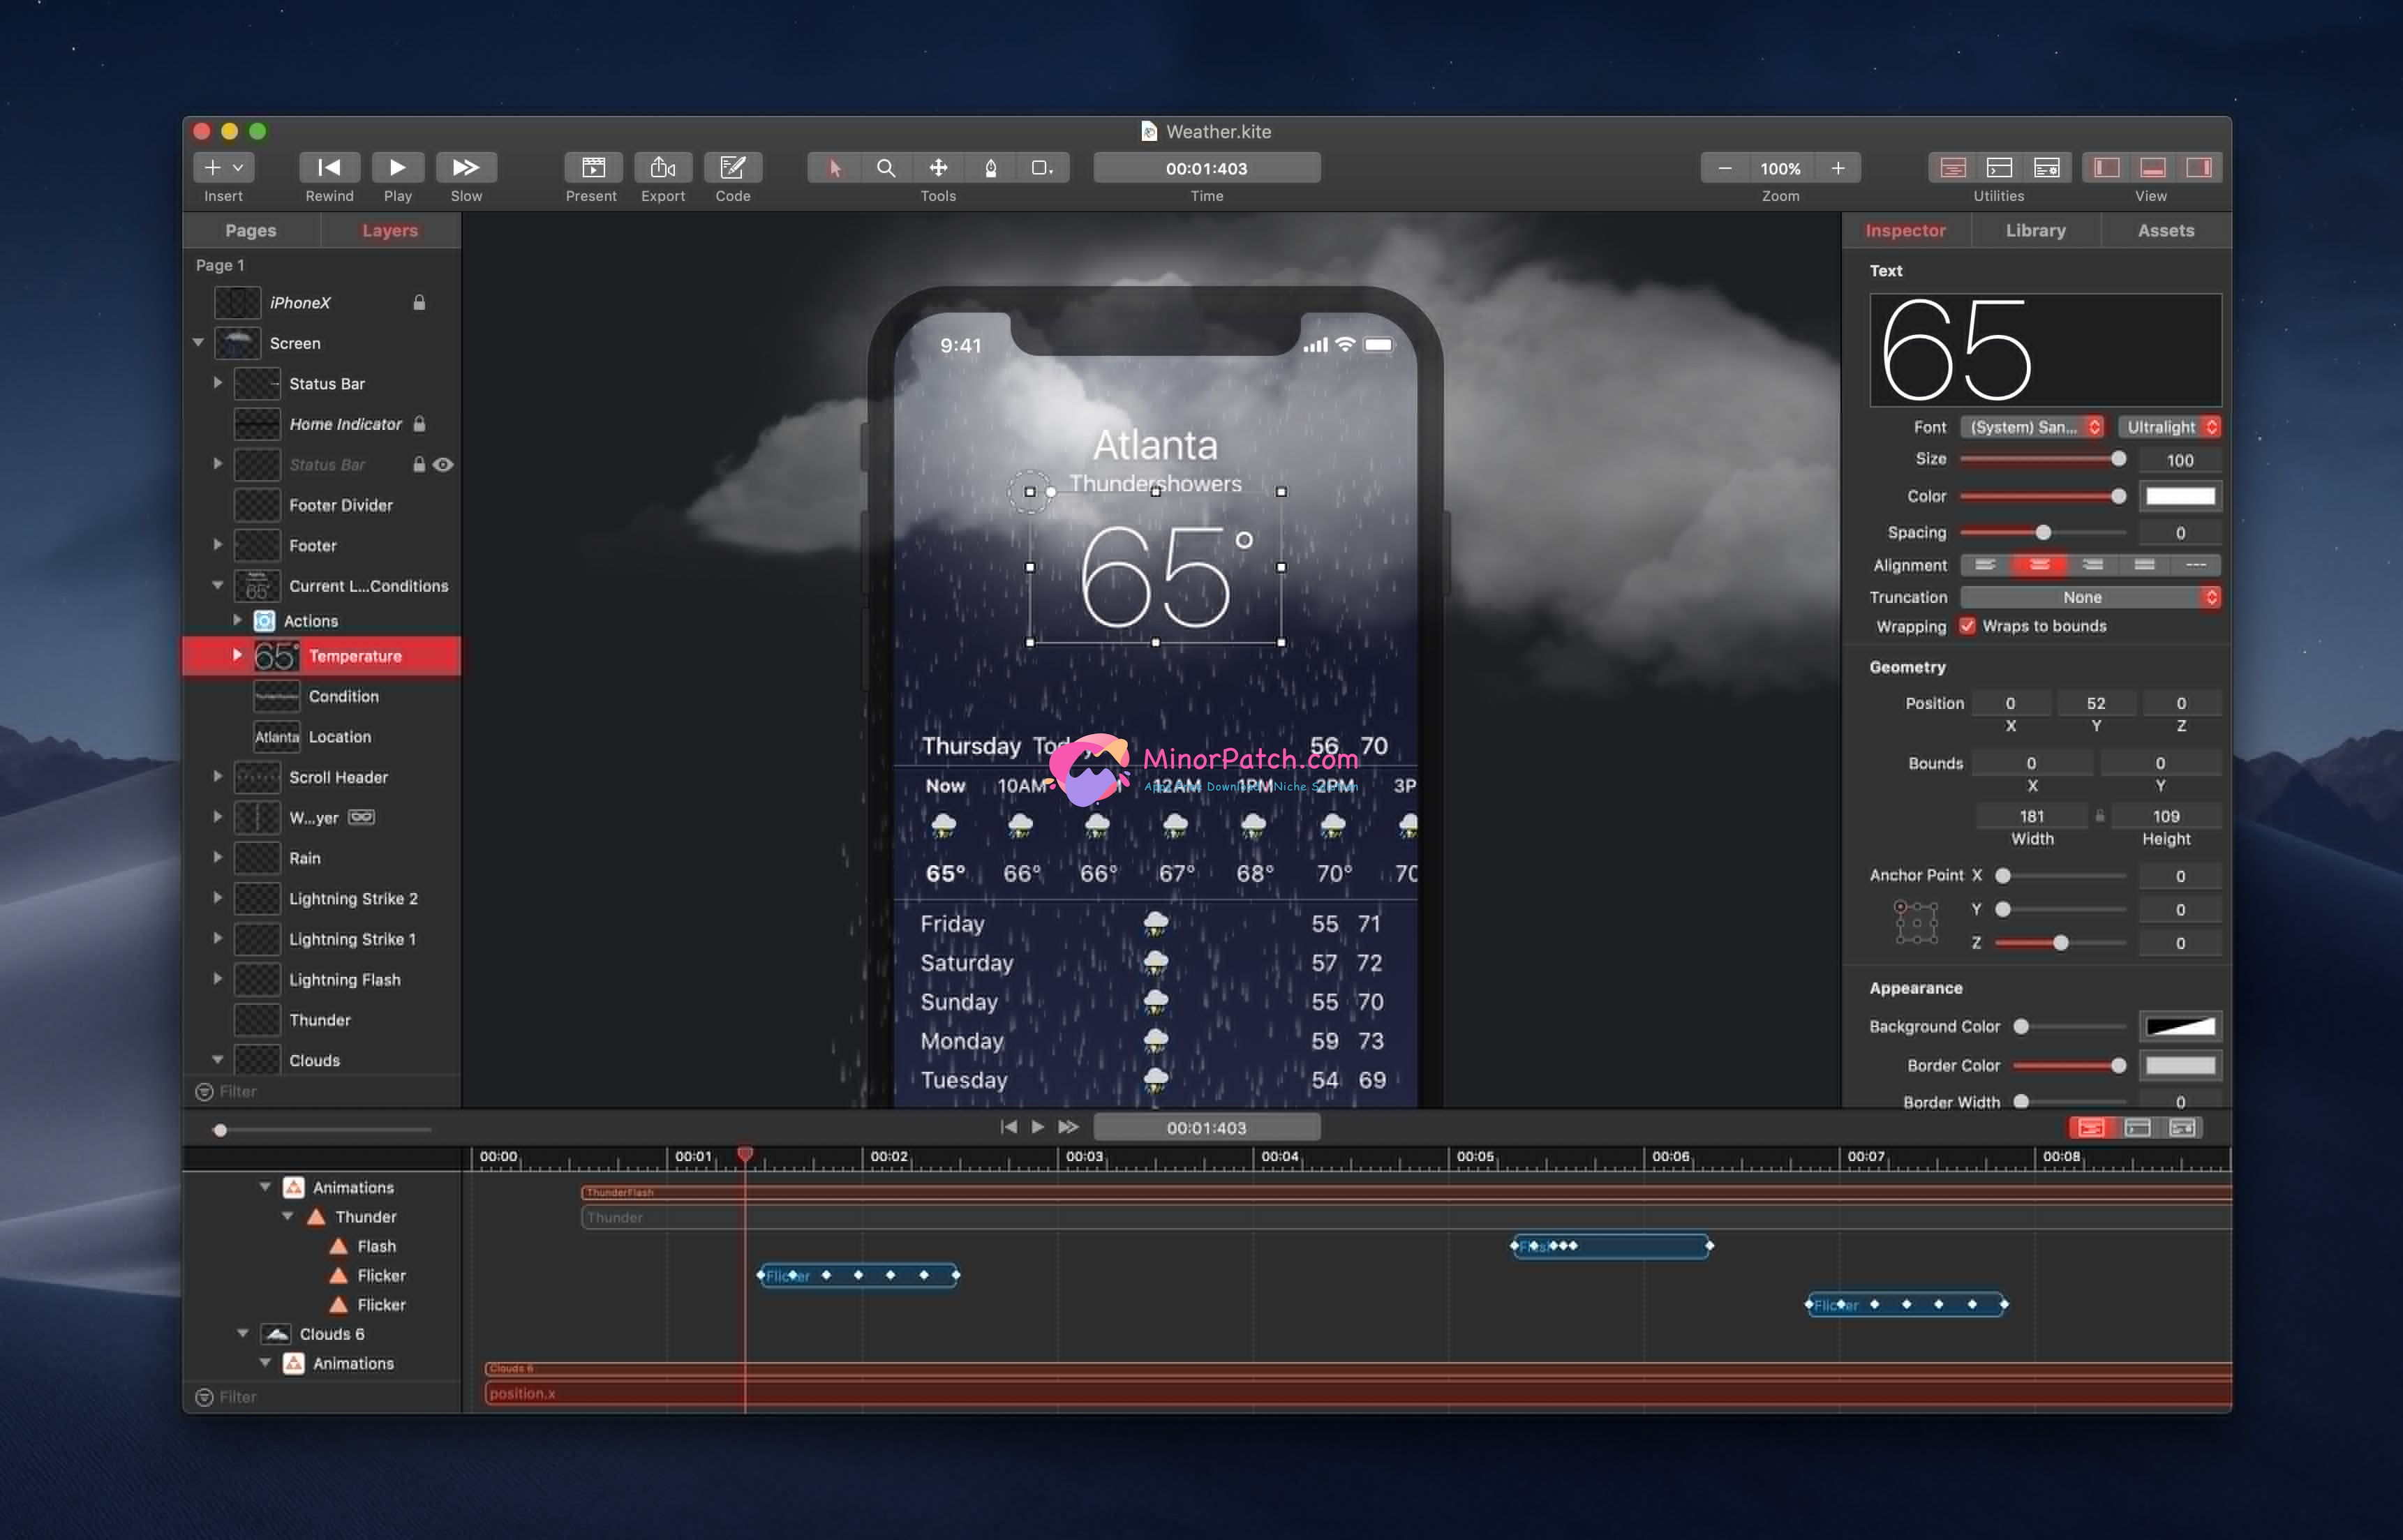 Weather.kite
00:01:403
100%
Insert
Rewind
Play
Slow
Present
Export
Code
Tools
Time
Zoom
Utilities
View
Pages
Layers
Page 1
iPhoneX
Screen
Status Bar
Home Indicator
Status Bar
Footer Divider
Footer
Current L...Conditions
Actions
65° Temperature
Condition
Atlanta Location
Scroll Header
W...yer
Rain
Lightning Strike 2
Lightning Strike 1
Lightning Flash
Thunder
Clouds
Filter
9:41
Atlanta
Thundershowers
65°
Thursday Today 56 70
MinorPatch.com
Now 10AM 12AM 1PM 2PM 3P
65° 66° 66° 67° 68° 70° 70
Friday 55 71
Saturday 57 72
Sunday 55 70
Monday 59 73
Tuesday 54 69
Inspector
Library
Assets
Text
65
Font (System) San... Ultralight
Size 100
Color
Spacing 0
Alignment
Truncation None
Wrapping Wraps to bounds
Geometry
Position 0 52 0
X Y Z
Bounds 0 0
X Y
181 109
Width Height
Anchor Point X 0
Y 0
Z 0
Appearance
Background Color
Border Color
Border Width 0
00:01:403
00:00 00:01 00:02 00:03 00:04 00:05 00:06 00:07 00:08
Animations
ThunderFlash
Thunder
Thunder
Flash
Flicker
Flicker
Flicker
Flicker
Clouds 6
Animations
Clouds 6
position.x
Filter